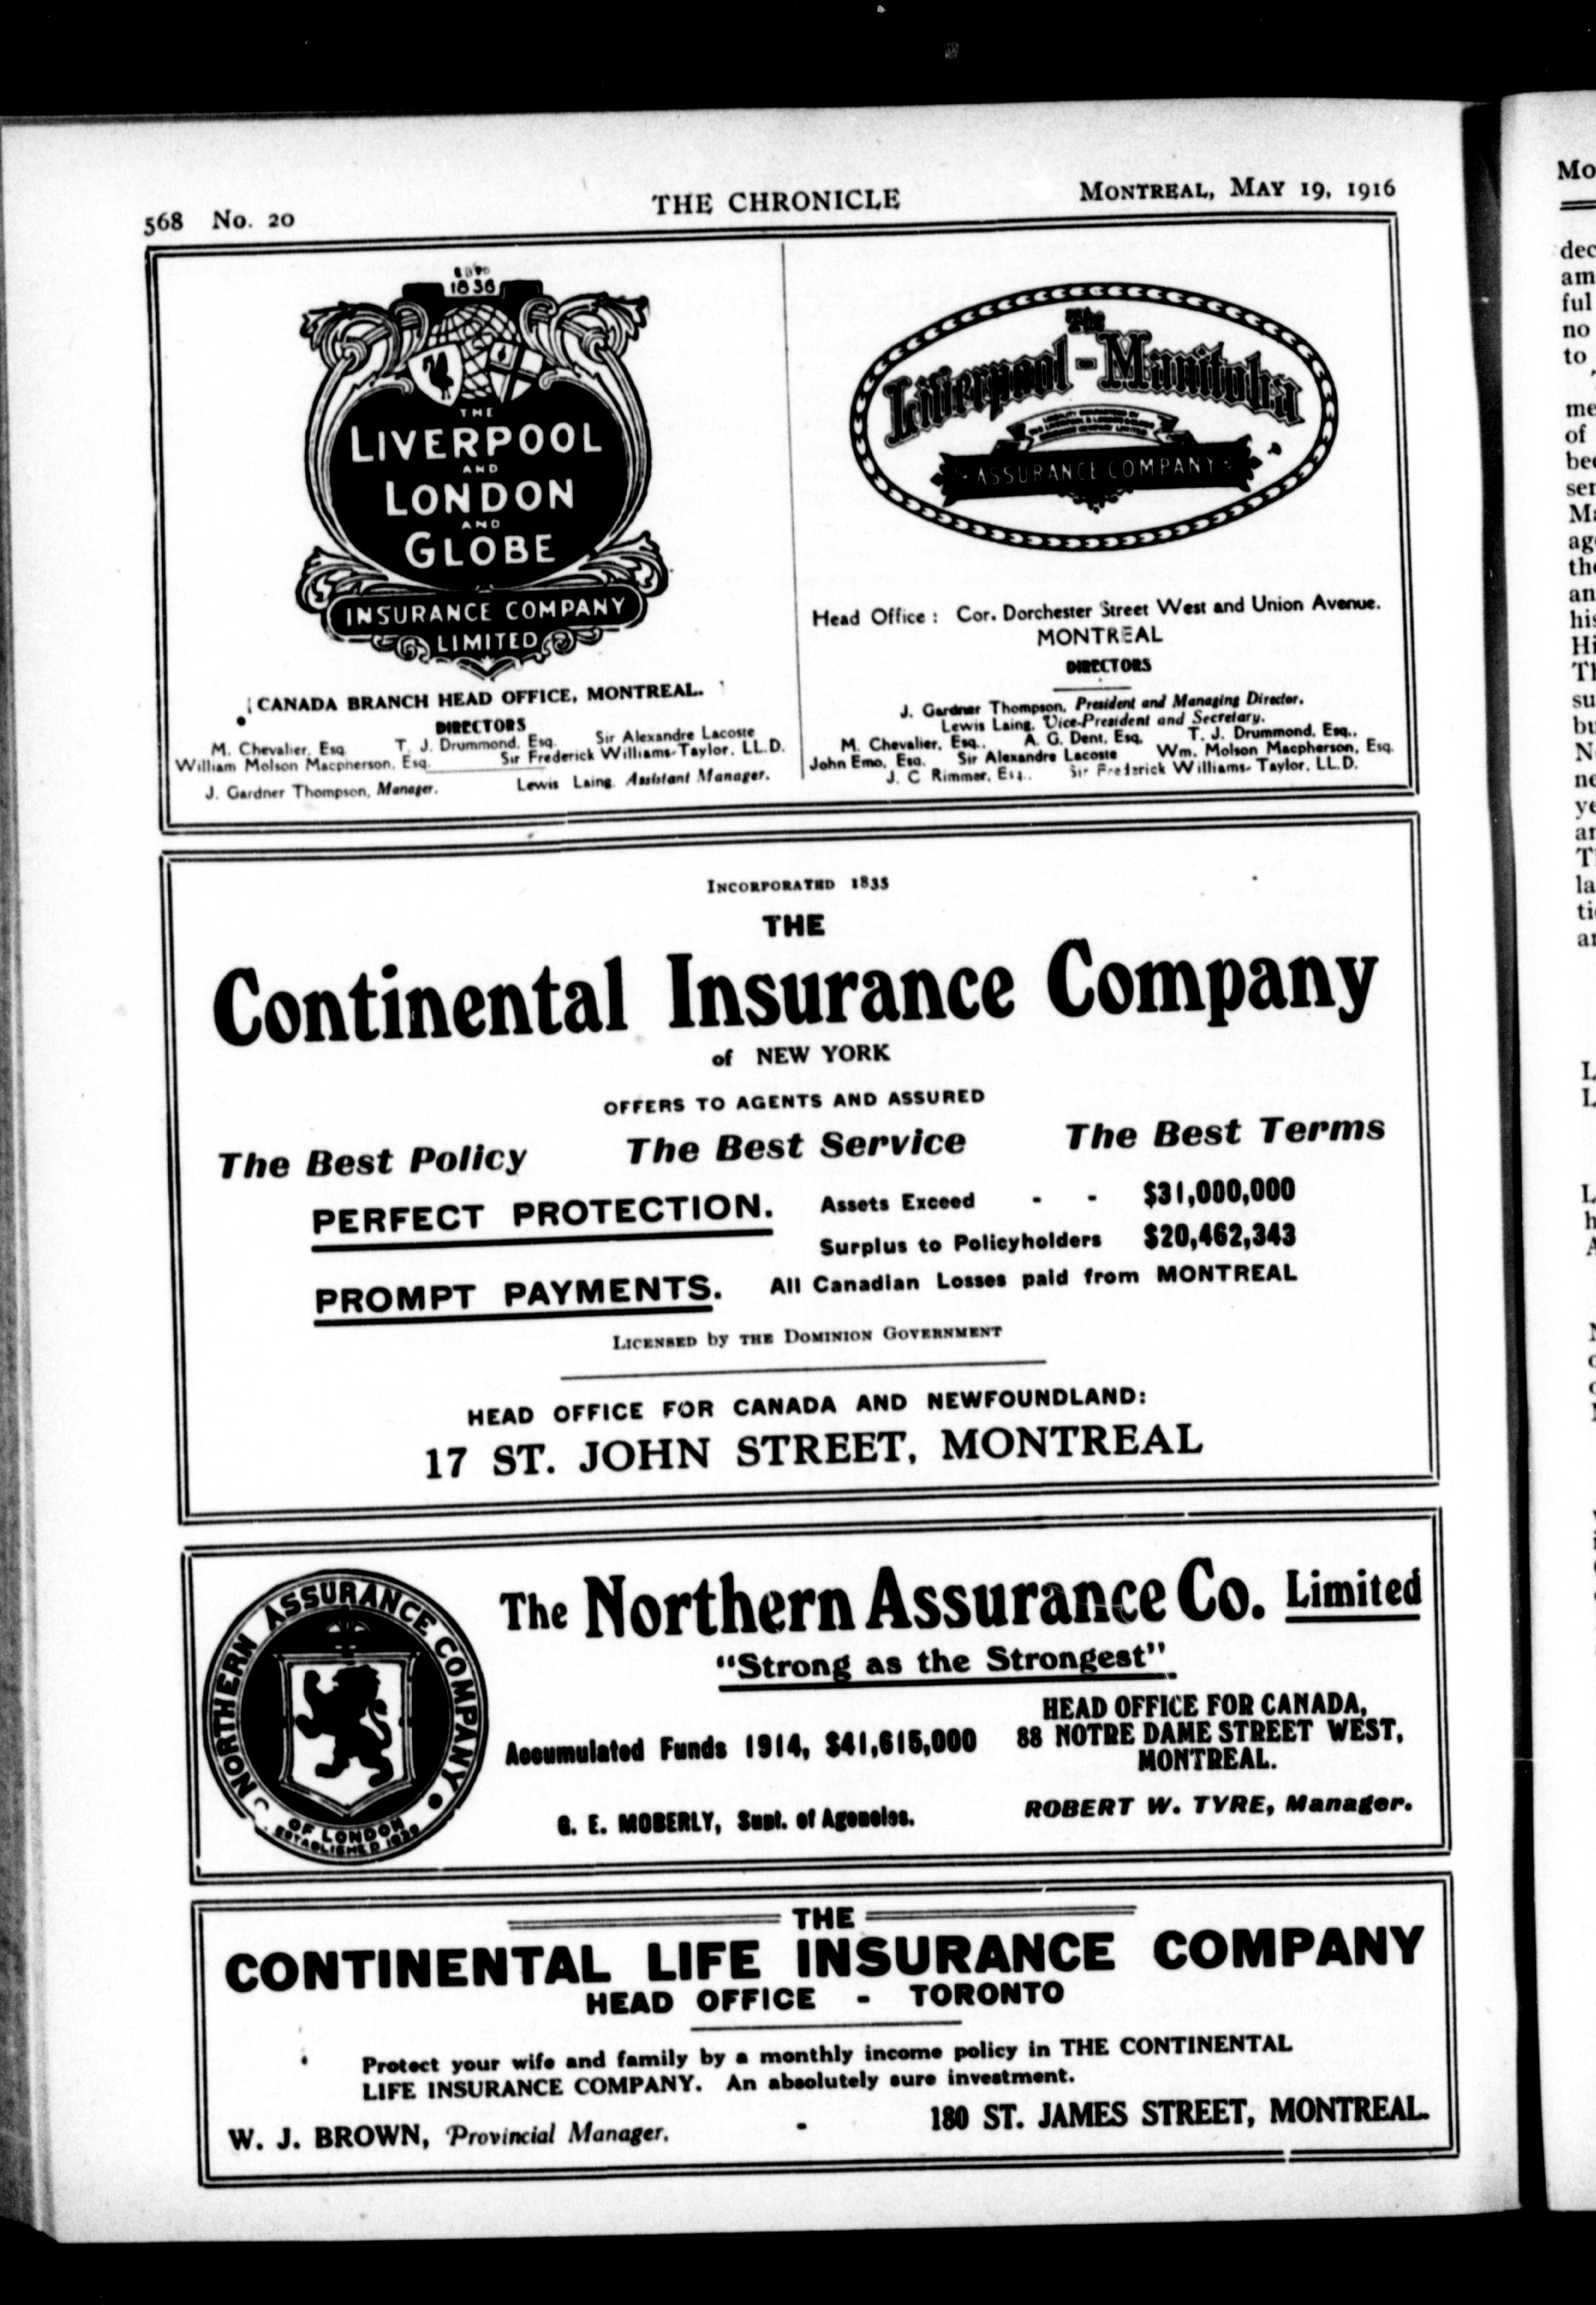 568 No. 20
THE CHRONICLE
MONTREAL, MAY 19, 1916
1836
THE
LIVERPOOL
AND
LONDON
AND
GLOBE
INSURANCE COMPANY
LIMITED
CANADA BRANCH HEAD OFFICE, MONTREAL.
DIRECTORS
M. Chevalier, Esq. T. J. Drummond, Esq. Sir Alexandre Lacoste
William Molson Macpherson, Esq. Sir Frederick Williams-Taylor, LL.D.
J. Gardner Thompson, Manager. Lewis Laing, Assistant Manager.
The
Liverpool-Manitoba
ASSURANCE COMPANY
Head Office : Cor. Dorchester Street West and Union Avenue.
MONTREAL
DIRECTORS
J. Gardner Thompson, President and Managing Director.
Lewis Laing, Vice-President and Secretary.
M. Chevalier, Esq., A. G. Dent, Esq. T. J. Drummond, Esq.,
John Emo, Esq. Sir Alexandre Lacoste Wm. Molson Macpherson, Esq.
J. C Rimmer, Esq.. Sir Frederick Williams-Taylor, LL.D.
INCORPORATED 1835
THE
Continental Insurance Company
of NEW YORK
OFFERS TO AGENTS AND ASSURED
The Best Policy The Best Service The Best Terms
PERFECT PROTECTION. Assets Exceed - - $31,000,000
Surplus to Policyholders $20,462,343
PROMPT PAYMENTS. All Canadian Losses paid from MONTREAL
LICENSED by THE DOMINION GOVERNMENT
HEAD OFFICE FOR CANADA AND NEWFOUNDLAND:
17 ST. JOHN STREET, MONTREAL
NORTHERN ASSURANCE COMPANY
OF LONDON
ESTABLISHED
The Northern Assurance Co. Limited
"Strong as the Strongest"
Accumulated Funds 1914, $41,615,000
HEAD OFFICE FOR CANADA,
88 NOTRE DAME STREET WEST,
MONTREAL.
G. E. MOBERLY, Supt. of Agencies.
ROBERT W. TYRE, Manager.
THE
CONTINENTAL LIFE INSURANCE COMPANY
HEAD OFFICE - TORONTO
Protect your wife and family by a monthly income policy in THE CONTINENTAL
LIFE INSURANCE COMPANY. An absolutely sure investment.
W. J. BROWN, Provincial Manager, - 180 ST. JAMES STREET, MONTREAL.